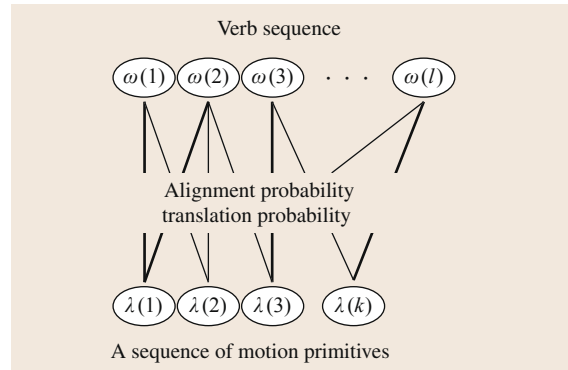 Verb sequence
ω(1) ω(2) ω(3) · · · ω(l)
Alignment probability
translation probability
λ(1) λ(2) λ(3) λ(k)
A sequence of motion primitives